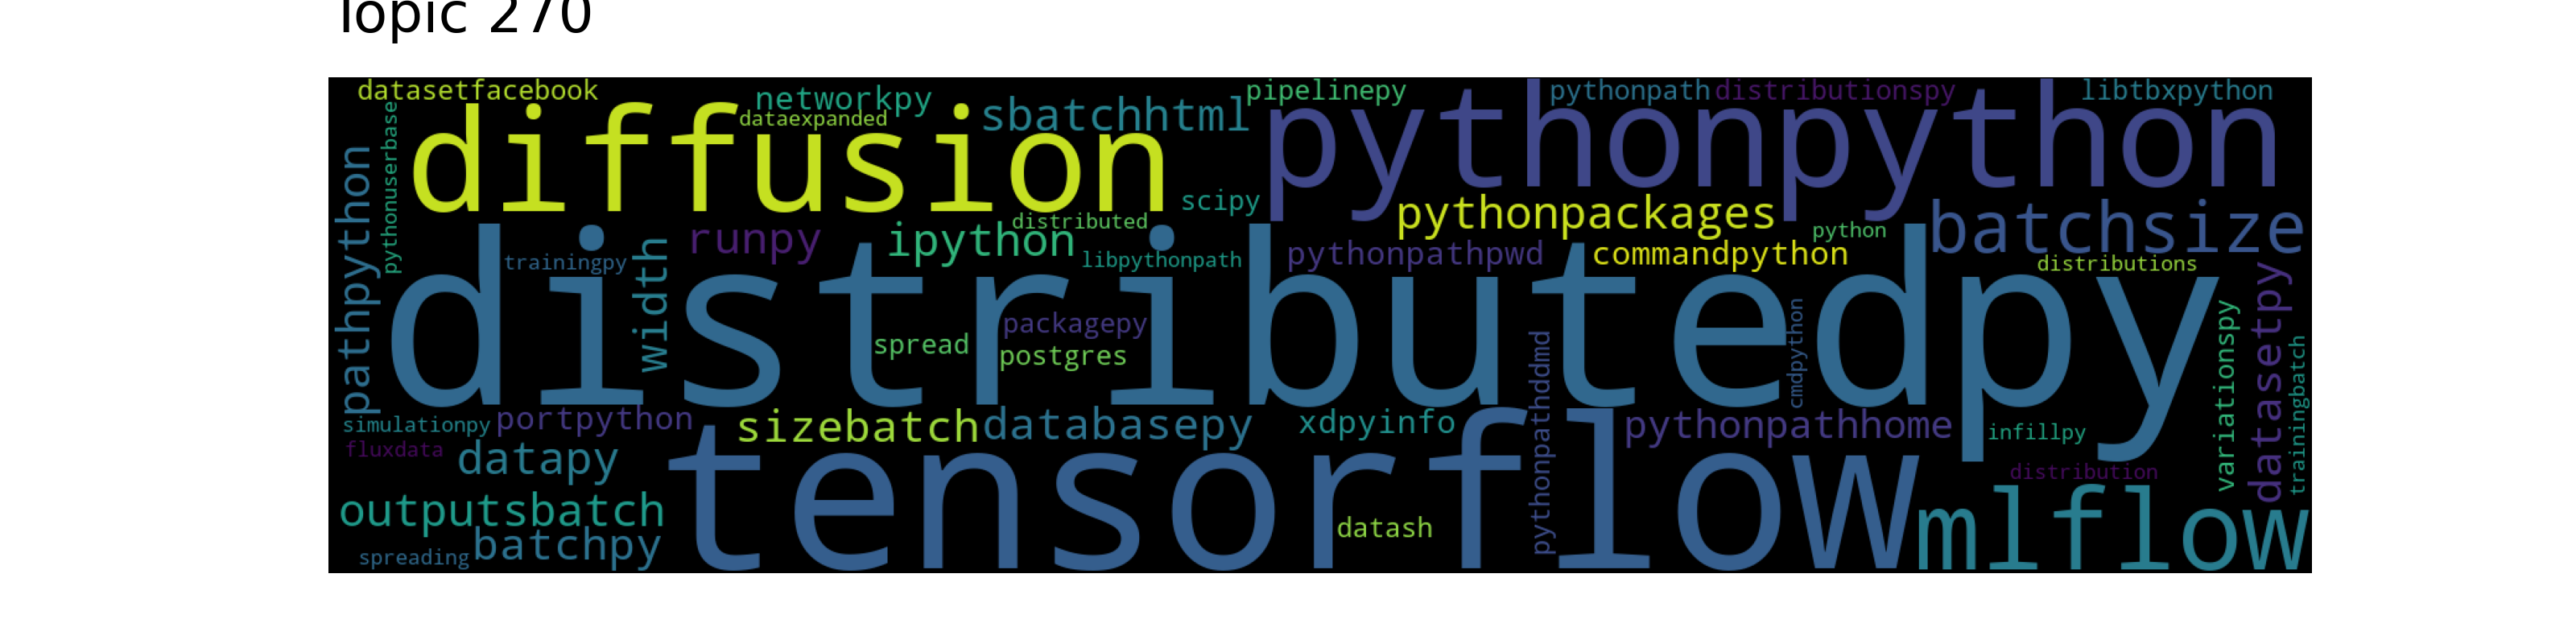 Topic 270
datasetfacebook
networkpy
dataexpanded
sbatchhtml
pipelinepy
pythonpath
distributionspy
libtbxpython
pythonuserbase
diffusion
pythonpython
pathpython
scipy
pythonpackages
batchsize
distributed
runpy
ipython
python
trainingpy
width
libpythonpath
pythonpathpwd
commandpython
distributions
distributedpy
packagepy
spread
postgres
cmdpython
pythonpathddmd
variationspy
datasetpy
trainingbatch
simulationpy
portpython
sizebatch
databasepy
xdpyinfo
pythonpathhome
infillpy
fluxdata
datapy
tensorflow
distribution
outputsbatch
datash
mlflow
spreading
batchpy